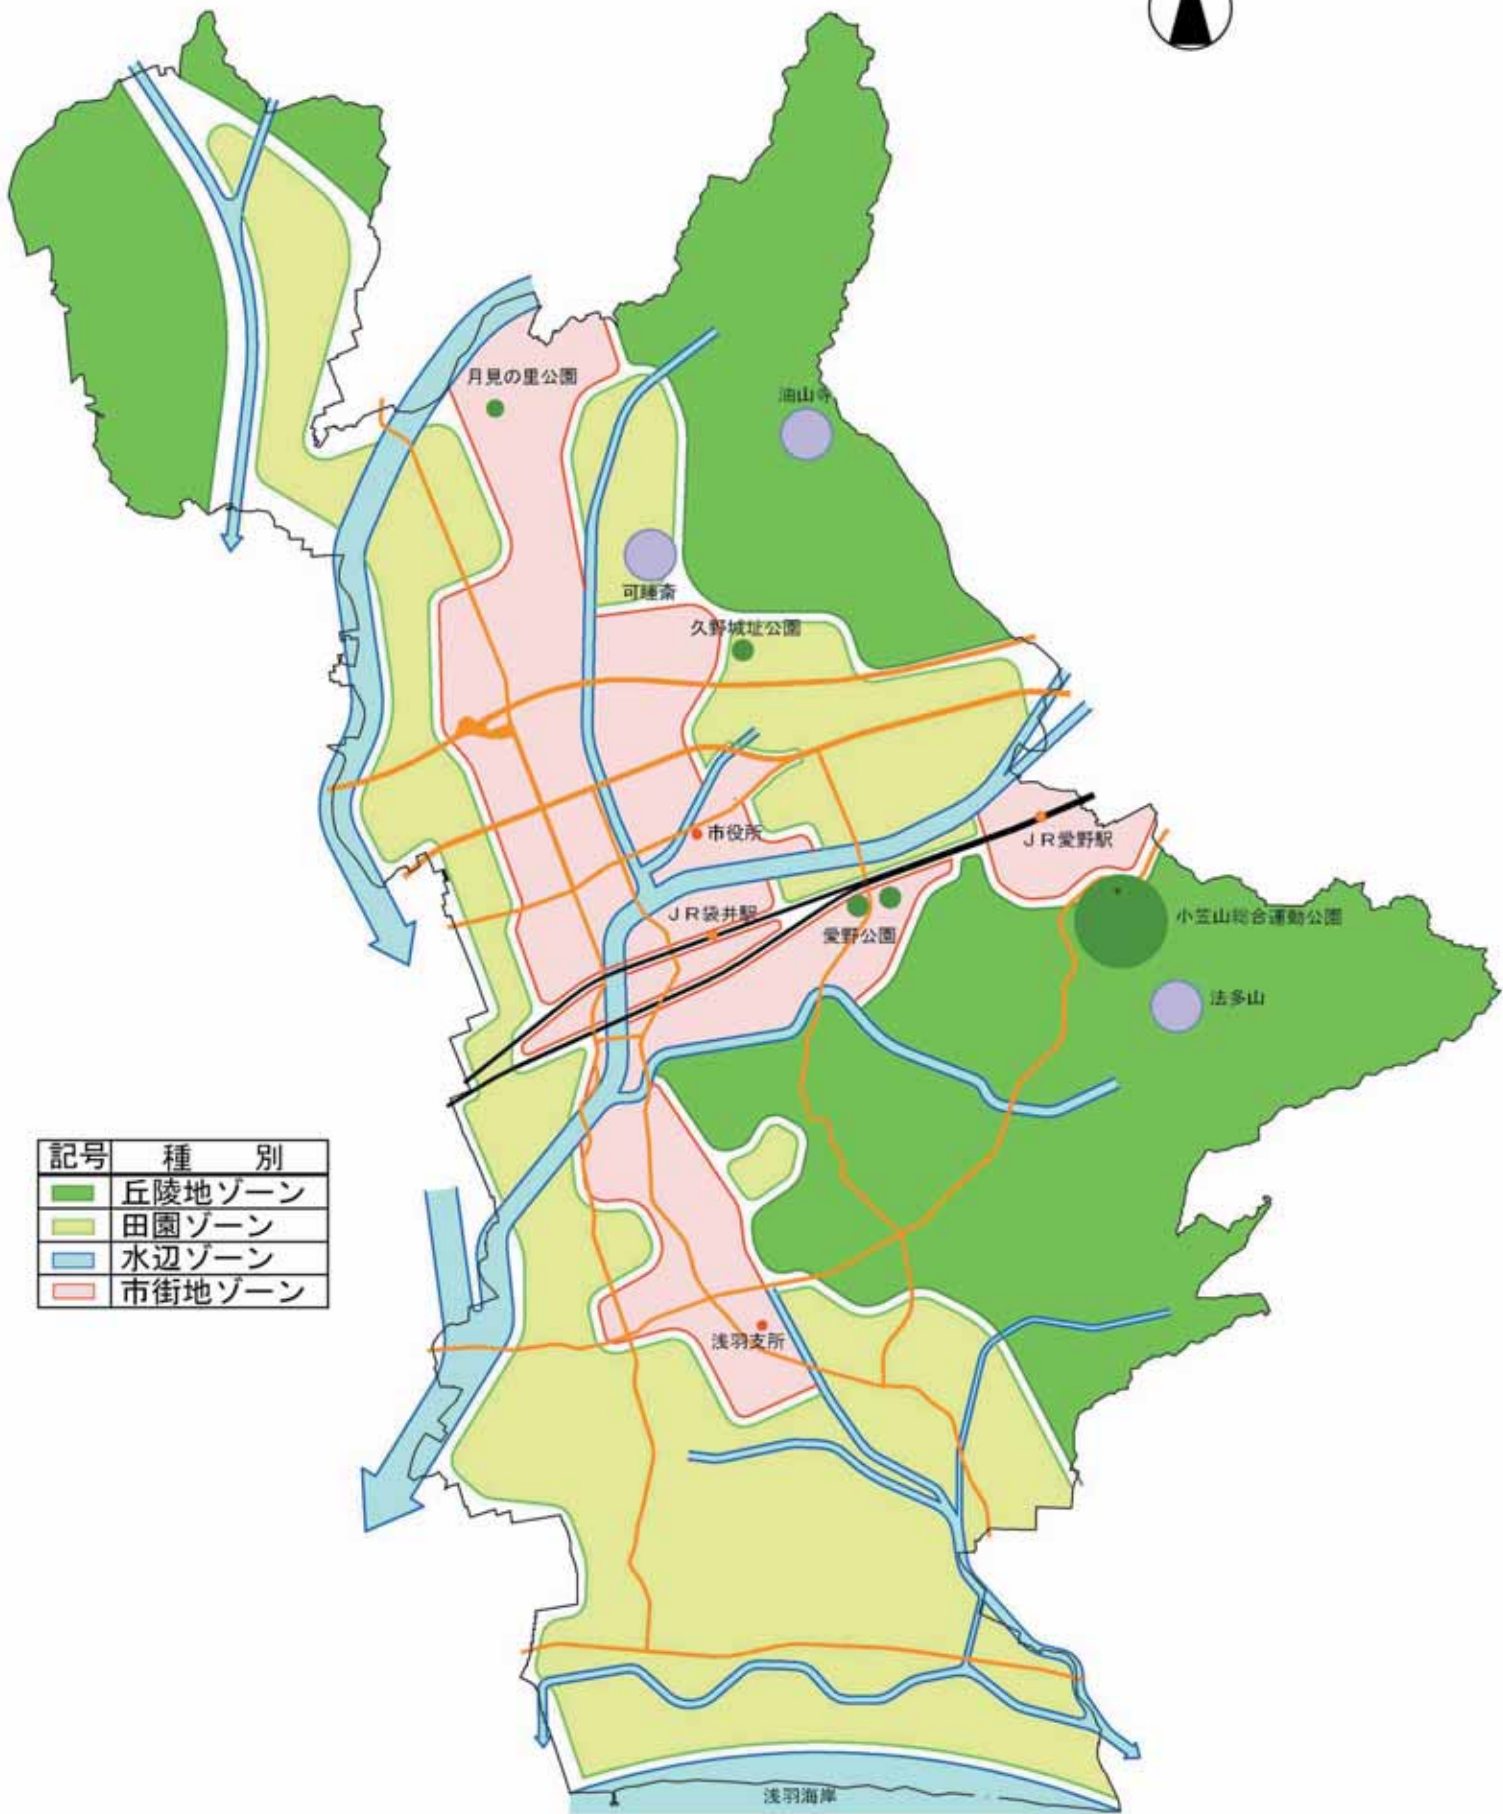 月見の里公園
油山寺
可睡斎
久野城址公園
市役所
JR愛野駅
JR袋井駅
愛野公園
小笠山総合運動公園
法多山
記号 種別
丘陵地ゾーン
田園ゾーン
水辺ゾーン
市街地ゾーン
浅羽支所
浅羽海岸